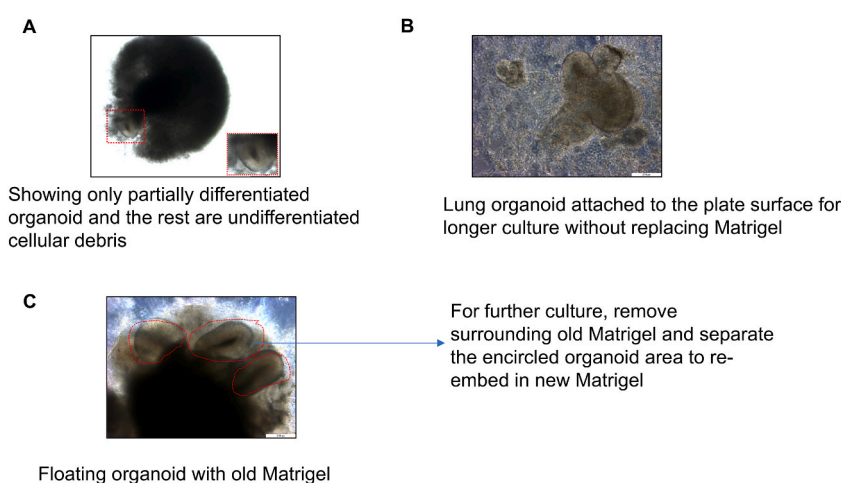 A
B
Showing only partially differentiated
organoid and the rest are undifferentiated
cellular debris
Lung organoid attached to the plate surface for
longer culture without replacing Matrigel
C
For further culture, remove
surrounding old Matrigel and separate
the encircled organoid area to re-
embed in new Matrigel
Floating organoid with old Matrigel